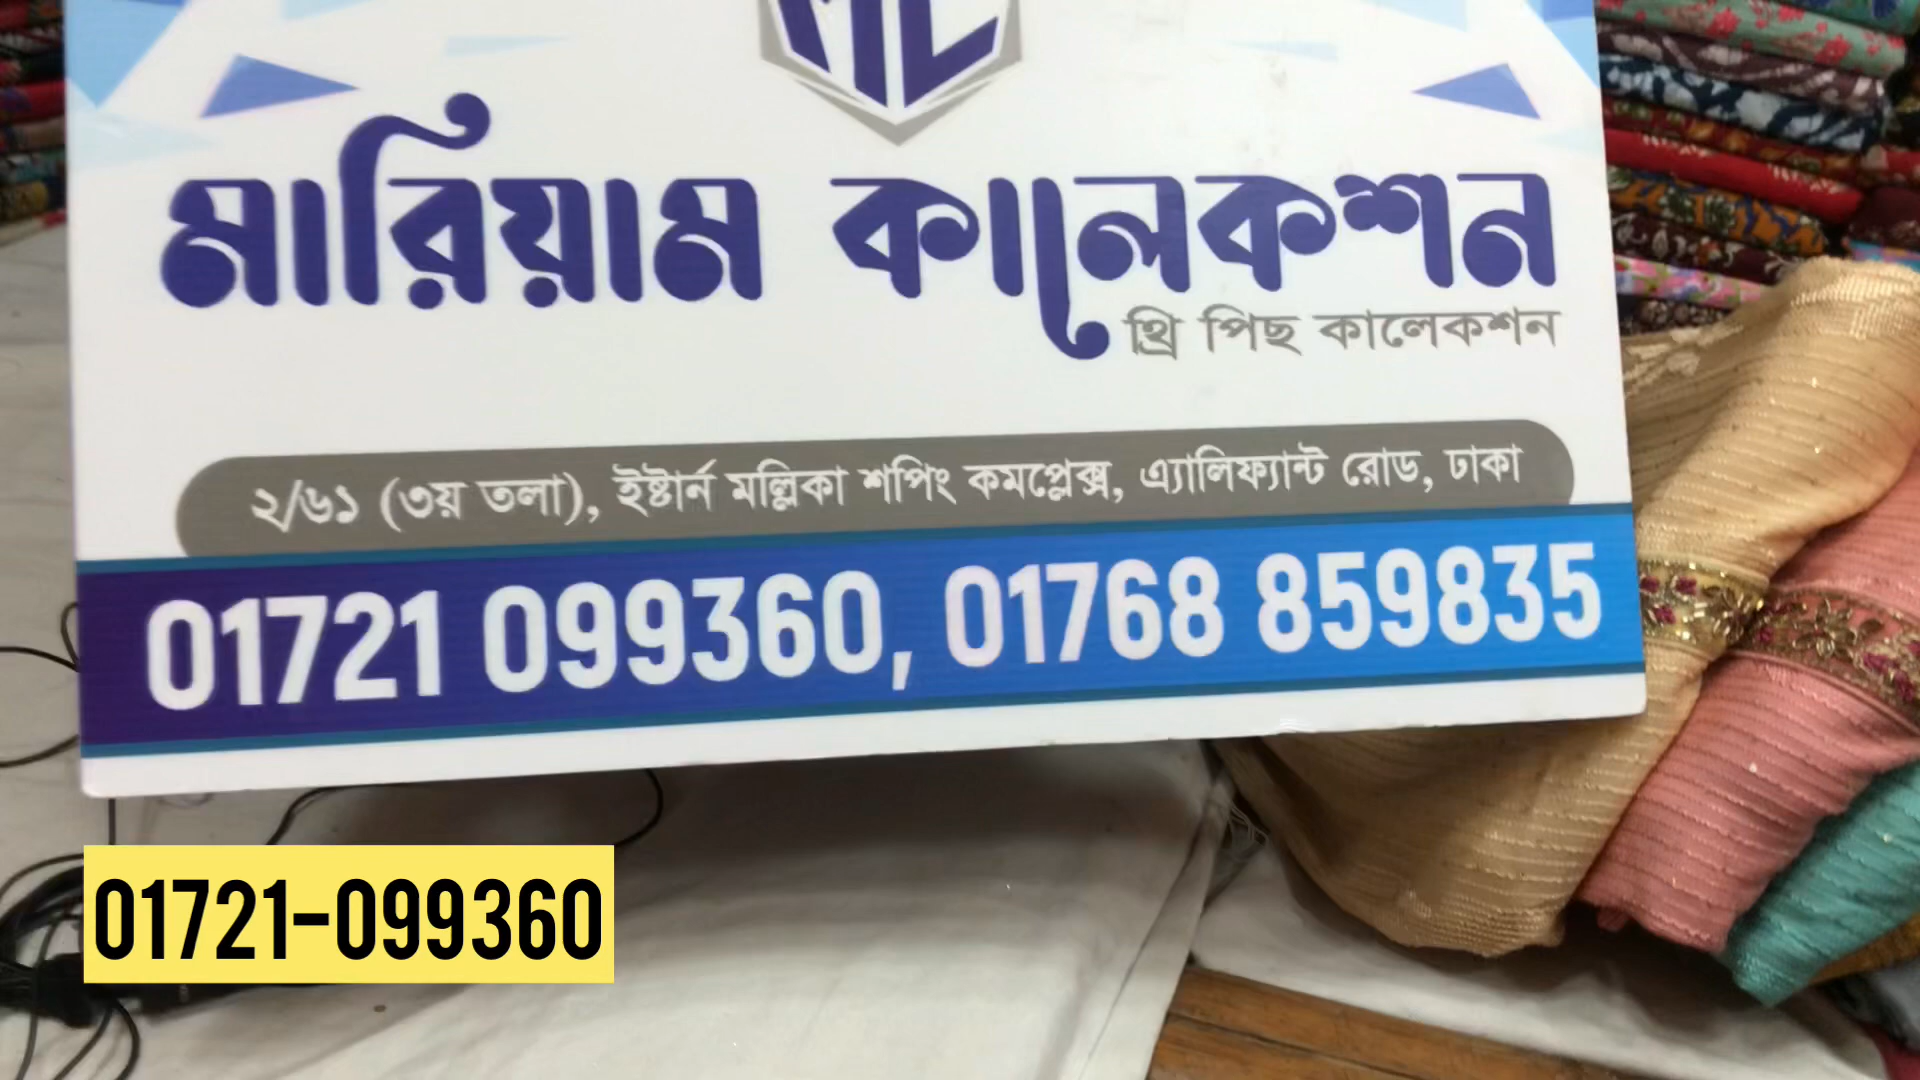 মারিয়াম কালেকশন
থ্রি পিছ কালেকশন
২/৬১ (৩য় তলা), ইষ্টার্ন মল্লিকা শপিং কমপ্লেক্স, এ্যালিফ্যান্ট রোড, ঢাকা
01721 099360, 01768 859835
01721-099360